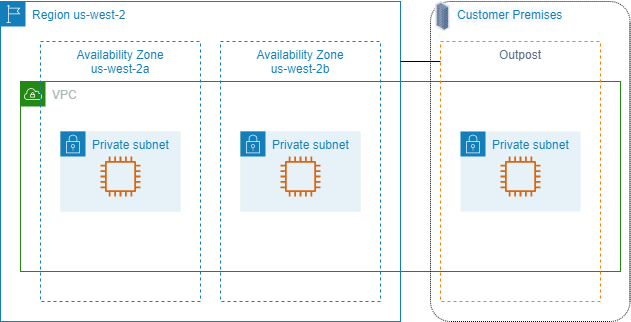 Region us-west-2
Customer Premises
Availability Zone
us-west-2a
Availability Zone
us-west-2b
Outpost
VPC
Private subnet
Private subnet
Private subnet